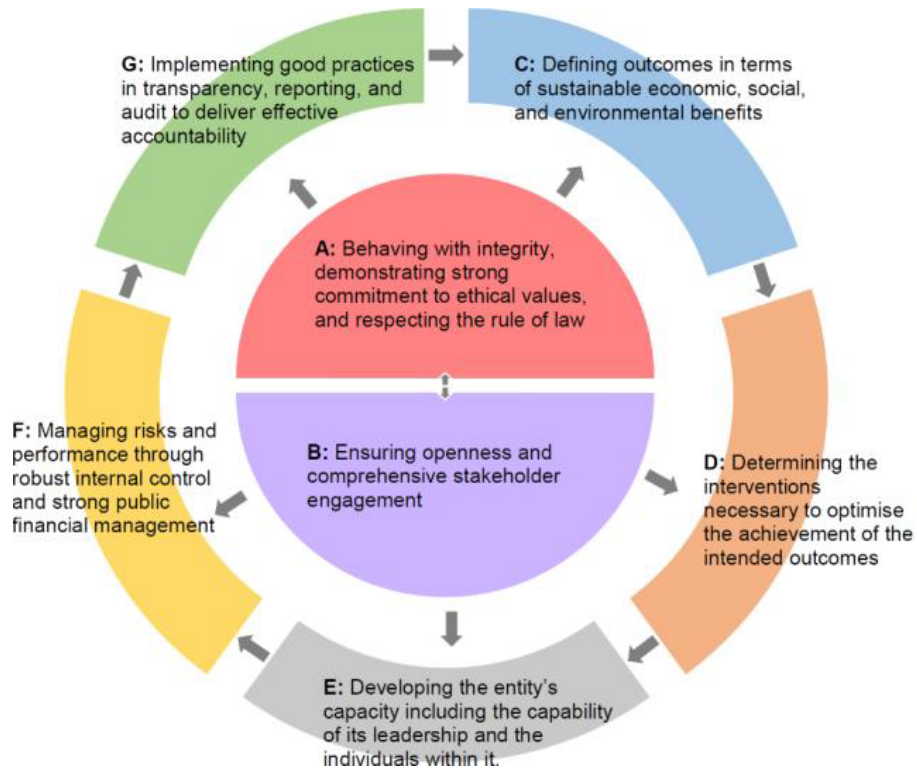 G: Implementing good practices
in transparency, reporting, and
audit to deliver effective
accountability
C: Defining outcomes in terms
of sustainable economic, social,
and environmental benefits
A: Behaving with integrity,
demonstrating strong
commitment to ethical values,
and respecting the rule of law
B: Ensuring openness and
comprehensive stakeholder
engagement
F: Managing risks and
performance through
robust internal control
and strong public
financial management
D: Determining the
interventions
necessary to optimise
the achievement of the
intended outcomes
E: Developing the entity's
capacity including the capability
of its leadership and the
individuals within it.